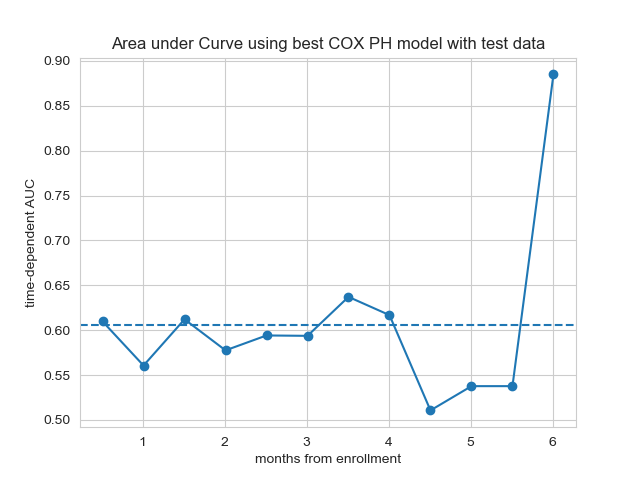 Area under Curve using best COX PH model with test data
time-dependent AUC
0.90
0.85
0.80
0.75
0.70
0.65
0.60
0.55
0.50
1 2 3 4 5 6
months from enrollment